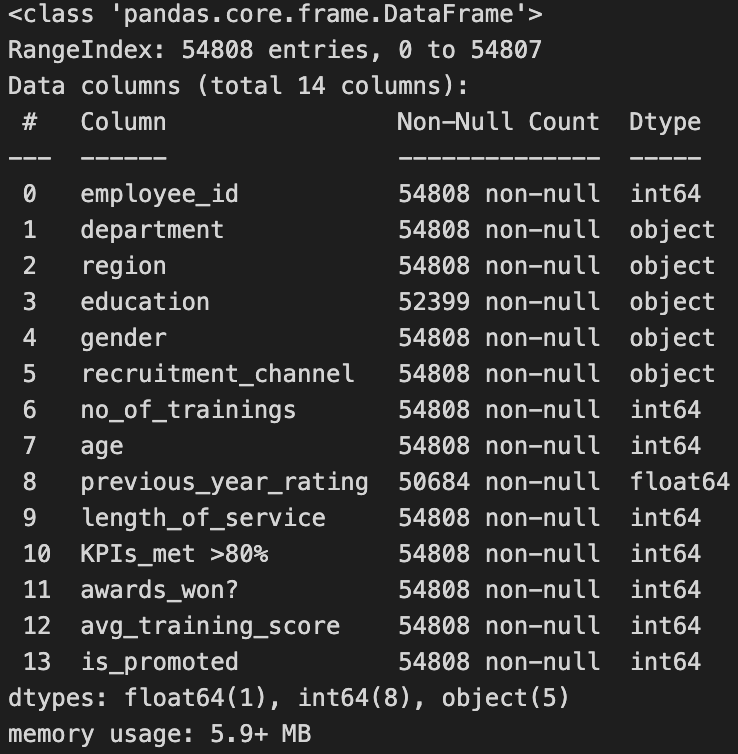 <class 'pandas.core.frame.DataFrame'>
RangeIndex: 54808 entries, 0 to 54807
Data columns (total 14 columns):
 #   Column                Non-Null Count  Dtype
---  ------                --------------  -----
 0   employee_id           54808 non-null  int64
 1   department            54808 non-null  object
 2   region                54808 non-null  object
 3   education             52399 non-null  object
 4   gender                54808 non-null  object
 5   recruitment_channel   54808 non-null  object
 6   no_of_trainings       54808 non-null  int64
 7   age                   54808 non-null  int64
 8   previous_year_rating  50684 non-null  float64
 9   length_of_service     54808 non-null  int64
 10  KPIs_met >80%         54808 non-null  int64
 11  awards_won?           54808 non-null  int64
 12  avg_training_score    54808 non-null  int64
 13  is_promoted           54808 non-null  int64
dtypes: float64(1), int64(8), object(5)
memory usage: 5.9+ MB